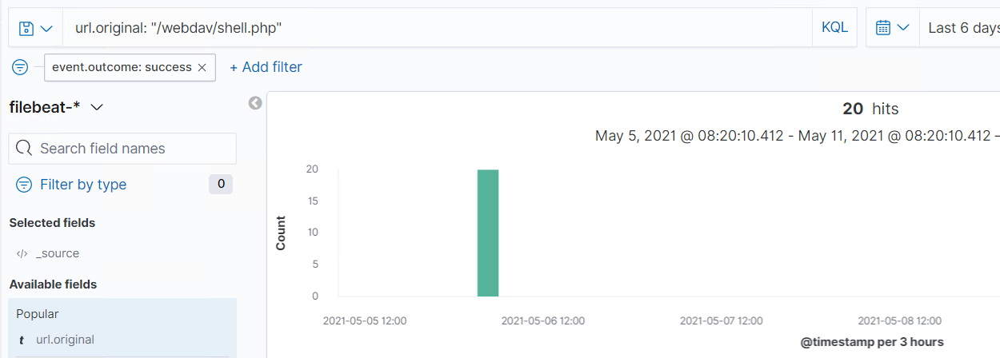 url.original: "/webdav/shell.php"
KQL
Last 6 days
event.outcome: success ×
+ Add filter
filebeat-*
20 hits
May 5, 2021 @ 08:20:10.412 - May 11, 2021 @ 08:20:10.412 -
Search field names
Filter by type 0
Selected fields
</> _source
Available fields
Popular
t url.original
Count
20
15
10
5
0
2021-05-05 12:00 2021-05-06 12:00 2021-05-07 12:00 2021-05-08 12:00
@timestamp per 3 hours